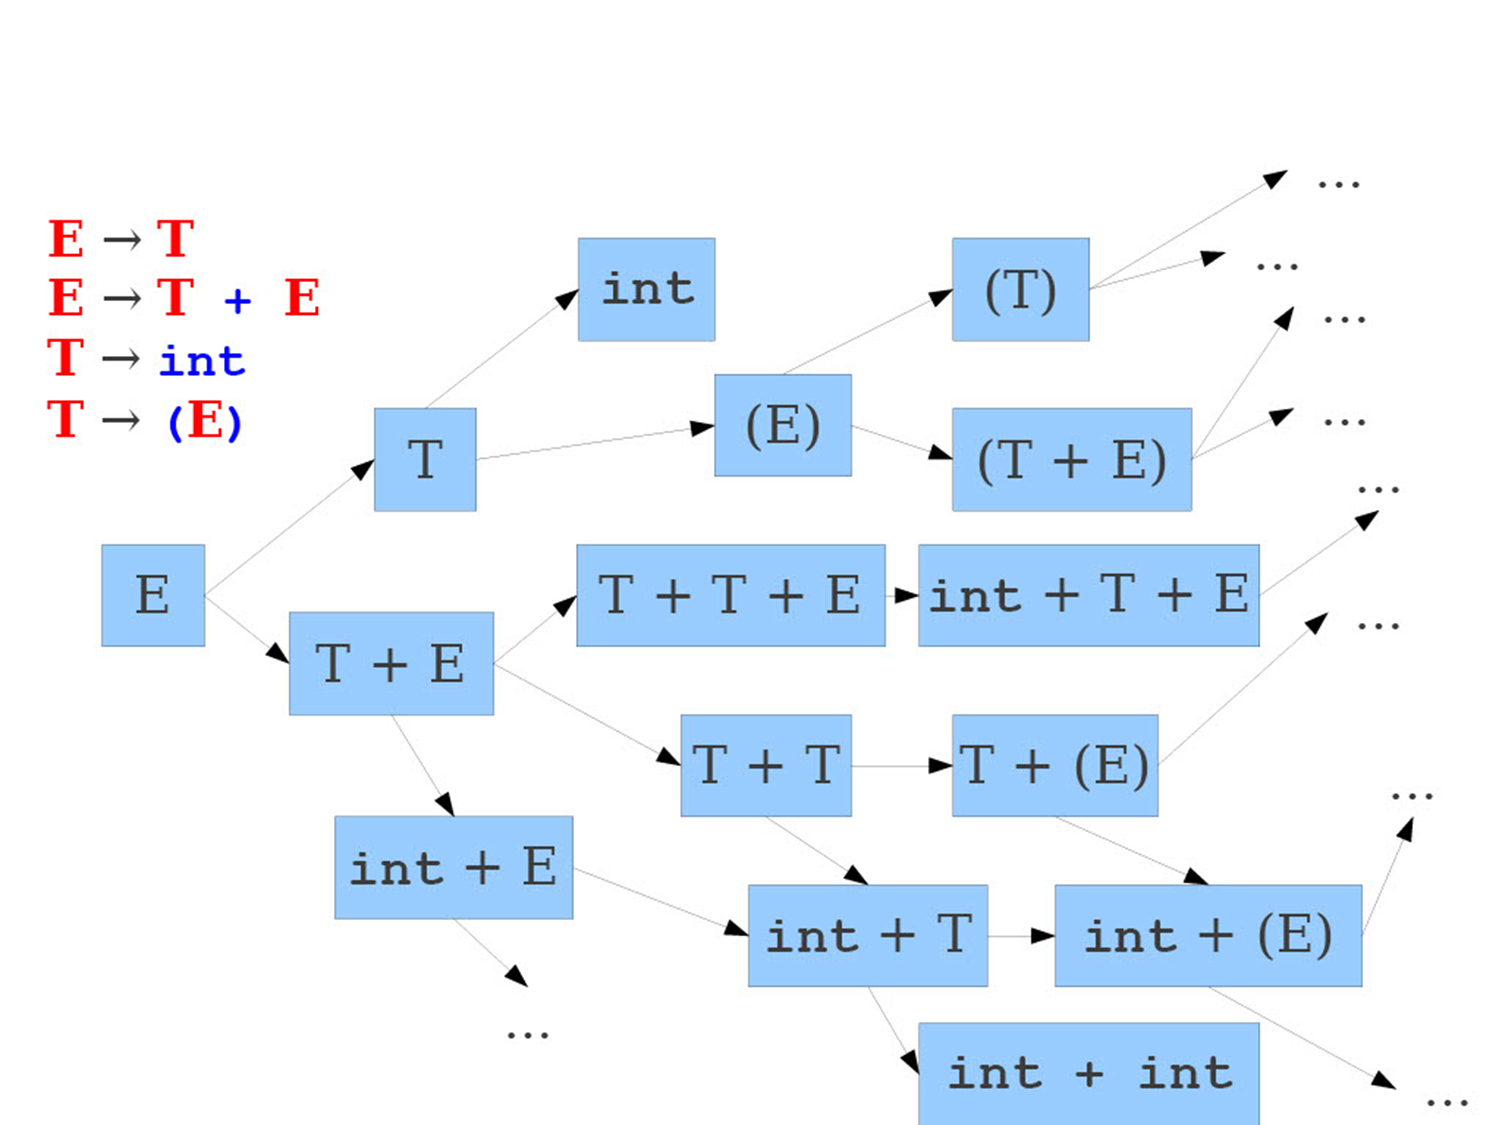 E → T
E → T + E
T → int
T → (E)
...
...
int
(T)
...
T
(E)
(T + E)
...
...
E
T + E
T + T + E
int + T + E
...
T + T
T + (E)
...
int + E
int + T
int + (E)
...
...
int + int
...